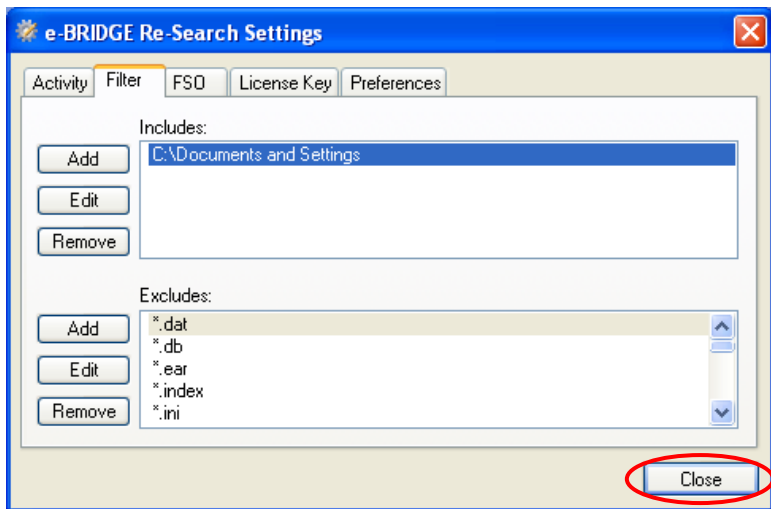 e-BRIDGE Re-Search Settings
Activity Filter FSO License Key Preferences
Includes:
Add
C:\Documents and Settings
Edit
Remove
Excludes:
Add
*.dat
*.db
Edit
*.ear
*.index
Remove
*.ini
Close